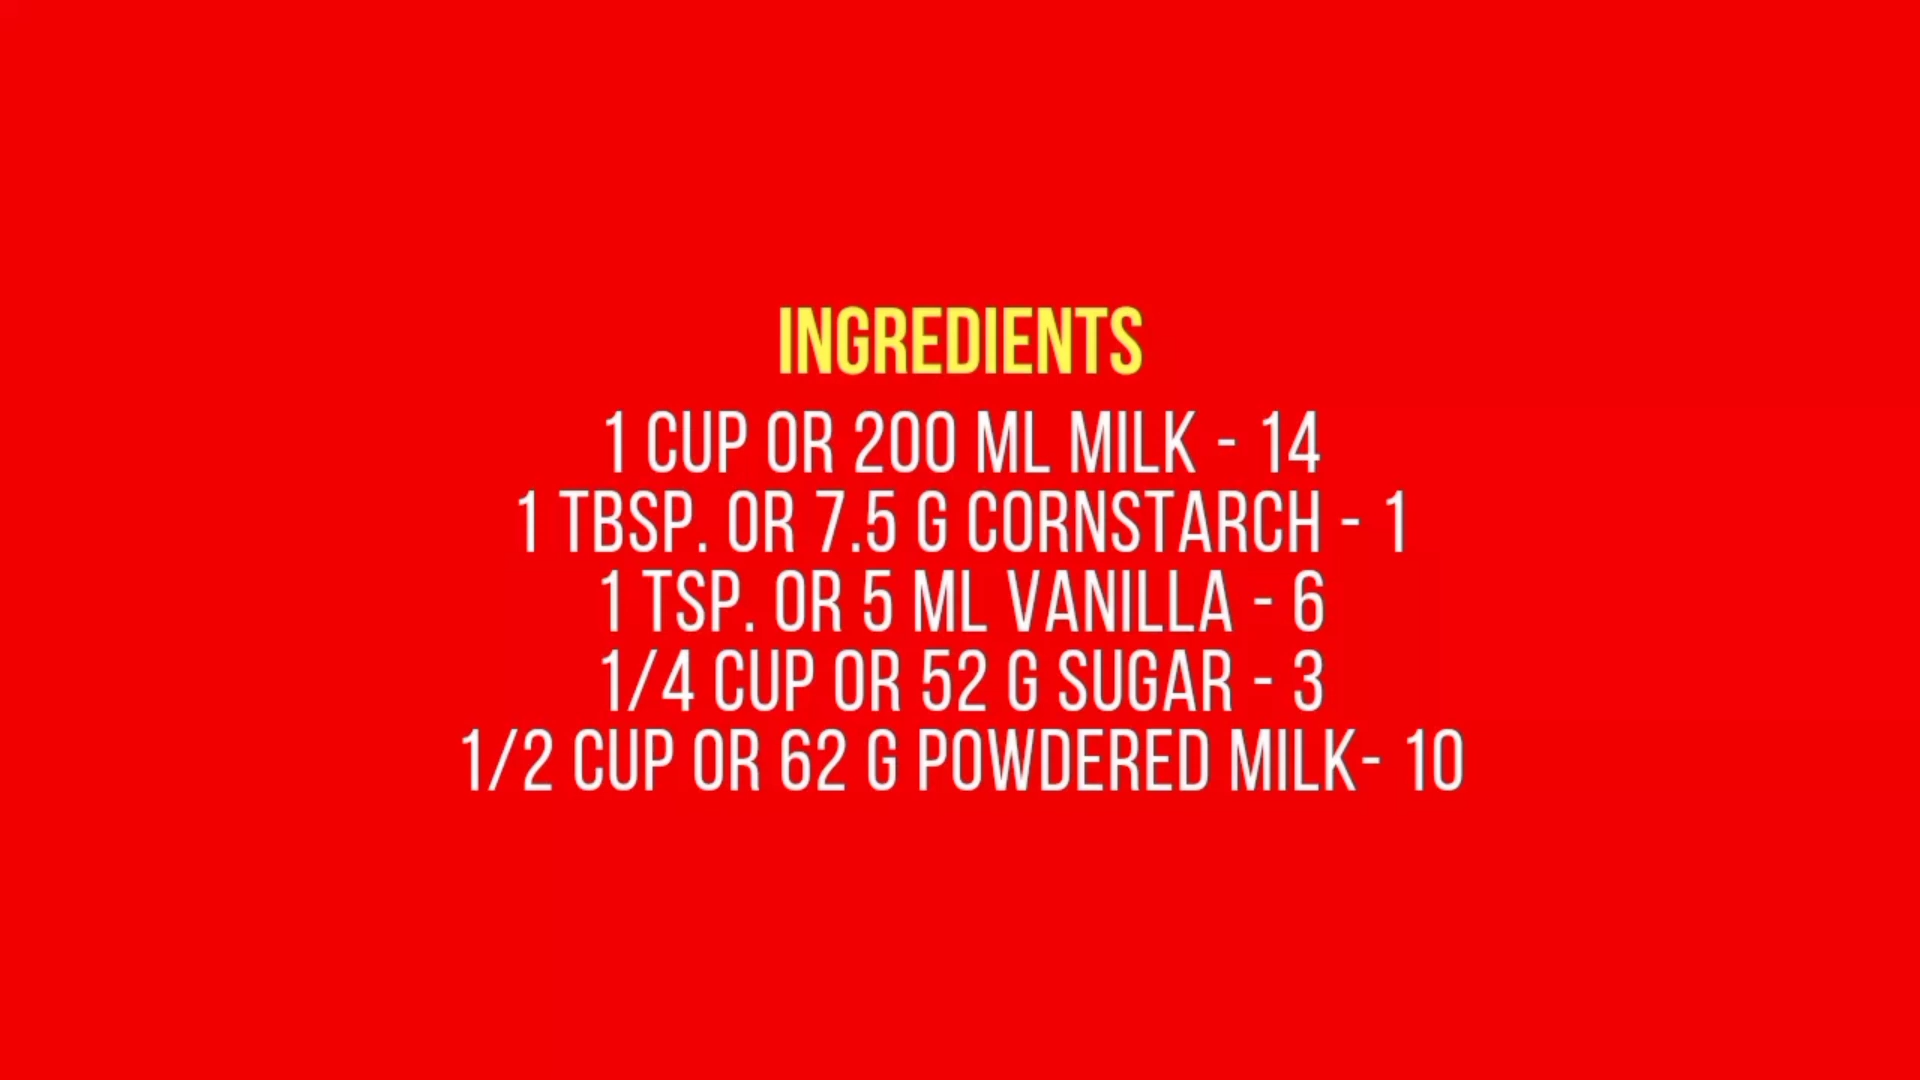 INGREDIENTS
1 CUP OR 200 ML MILK - 14
1 TBSP. OR 7.5 G CORNSTARCH - 1
1 TSP. OR 5 ML VANILLA - 6
1/4 CUP OR 52 G SUGAR - 3
1/2 CUP OR 62 G POWDERED MILK- 10